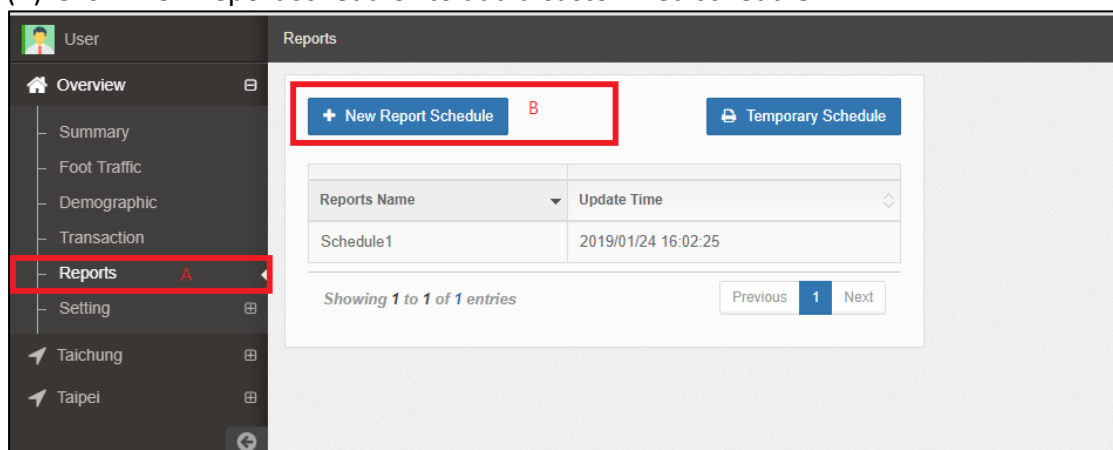 User
Reports
Overview
Summary
Foot Traffic
Demographic
Transaction
Reports A
Setting
Taichung
Taipei
New Report Schedule B
Temporary Schedule
Reports Name Update Time
Schedule1 2019/01/24 16:02:25
Showing 1 to 1 of 1 entries
Previous 1 Next